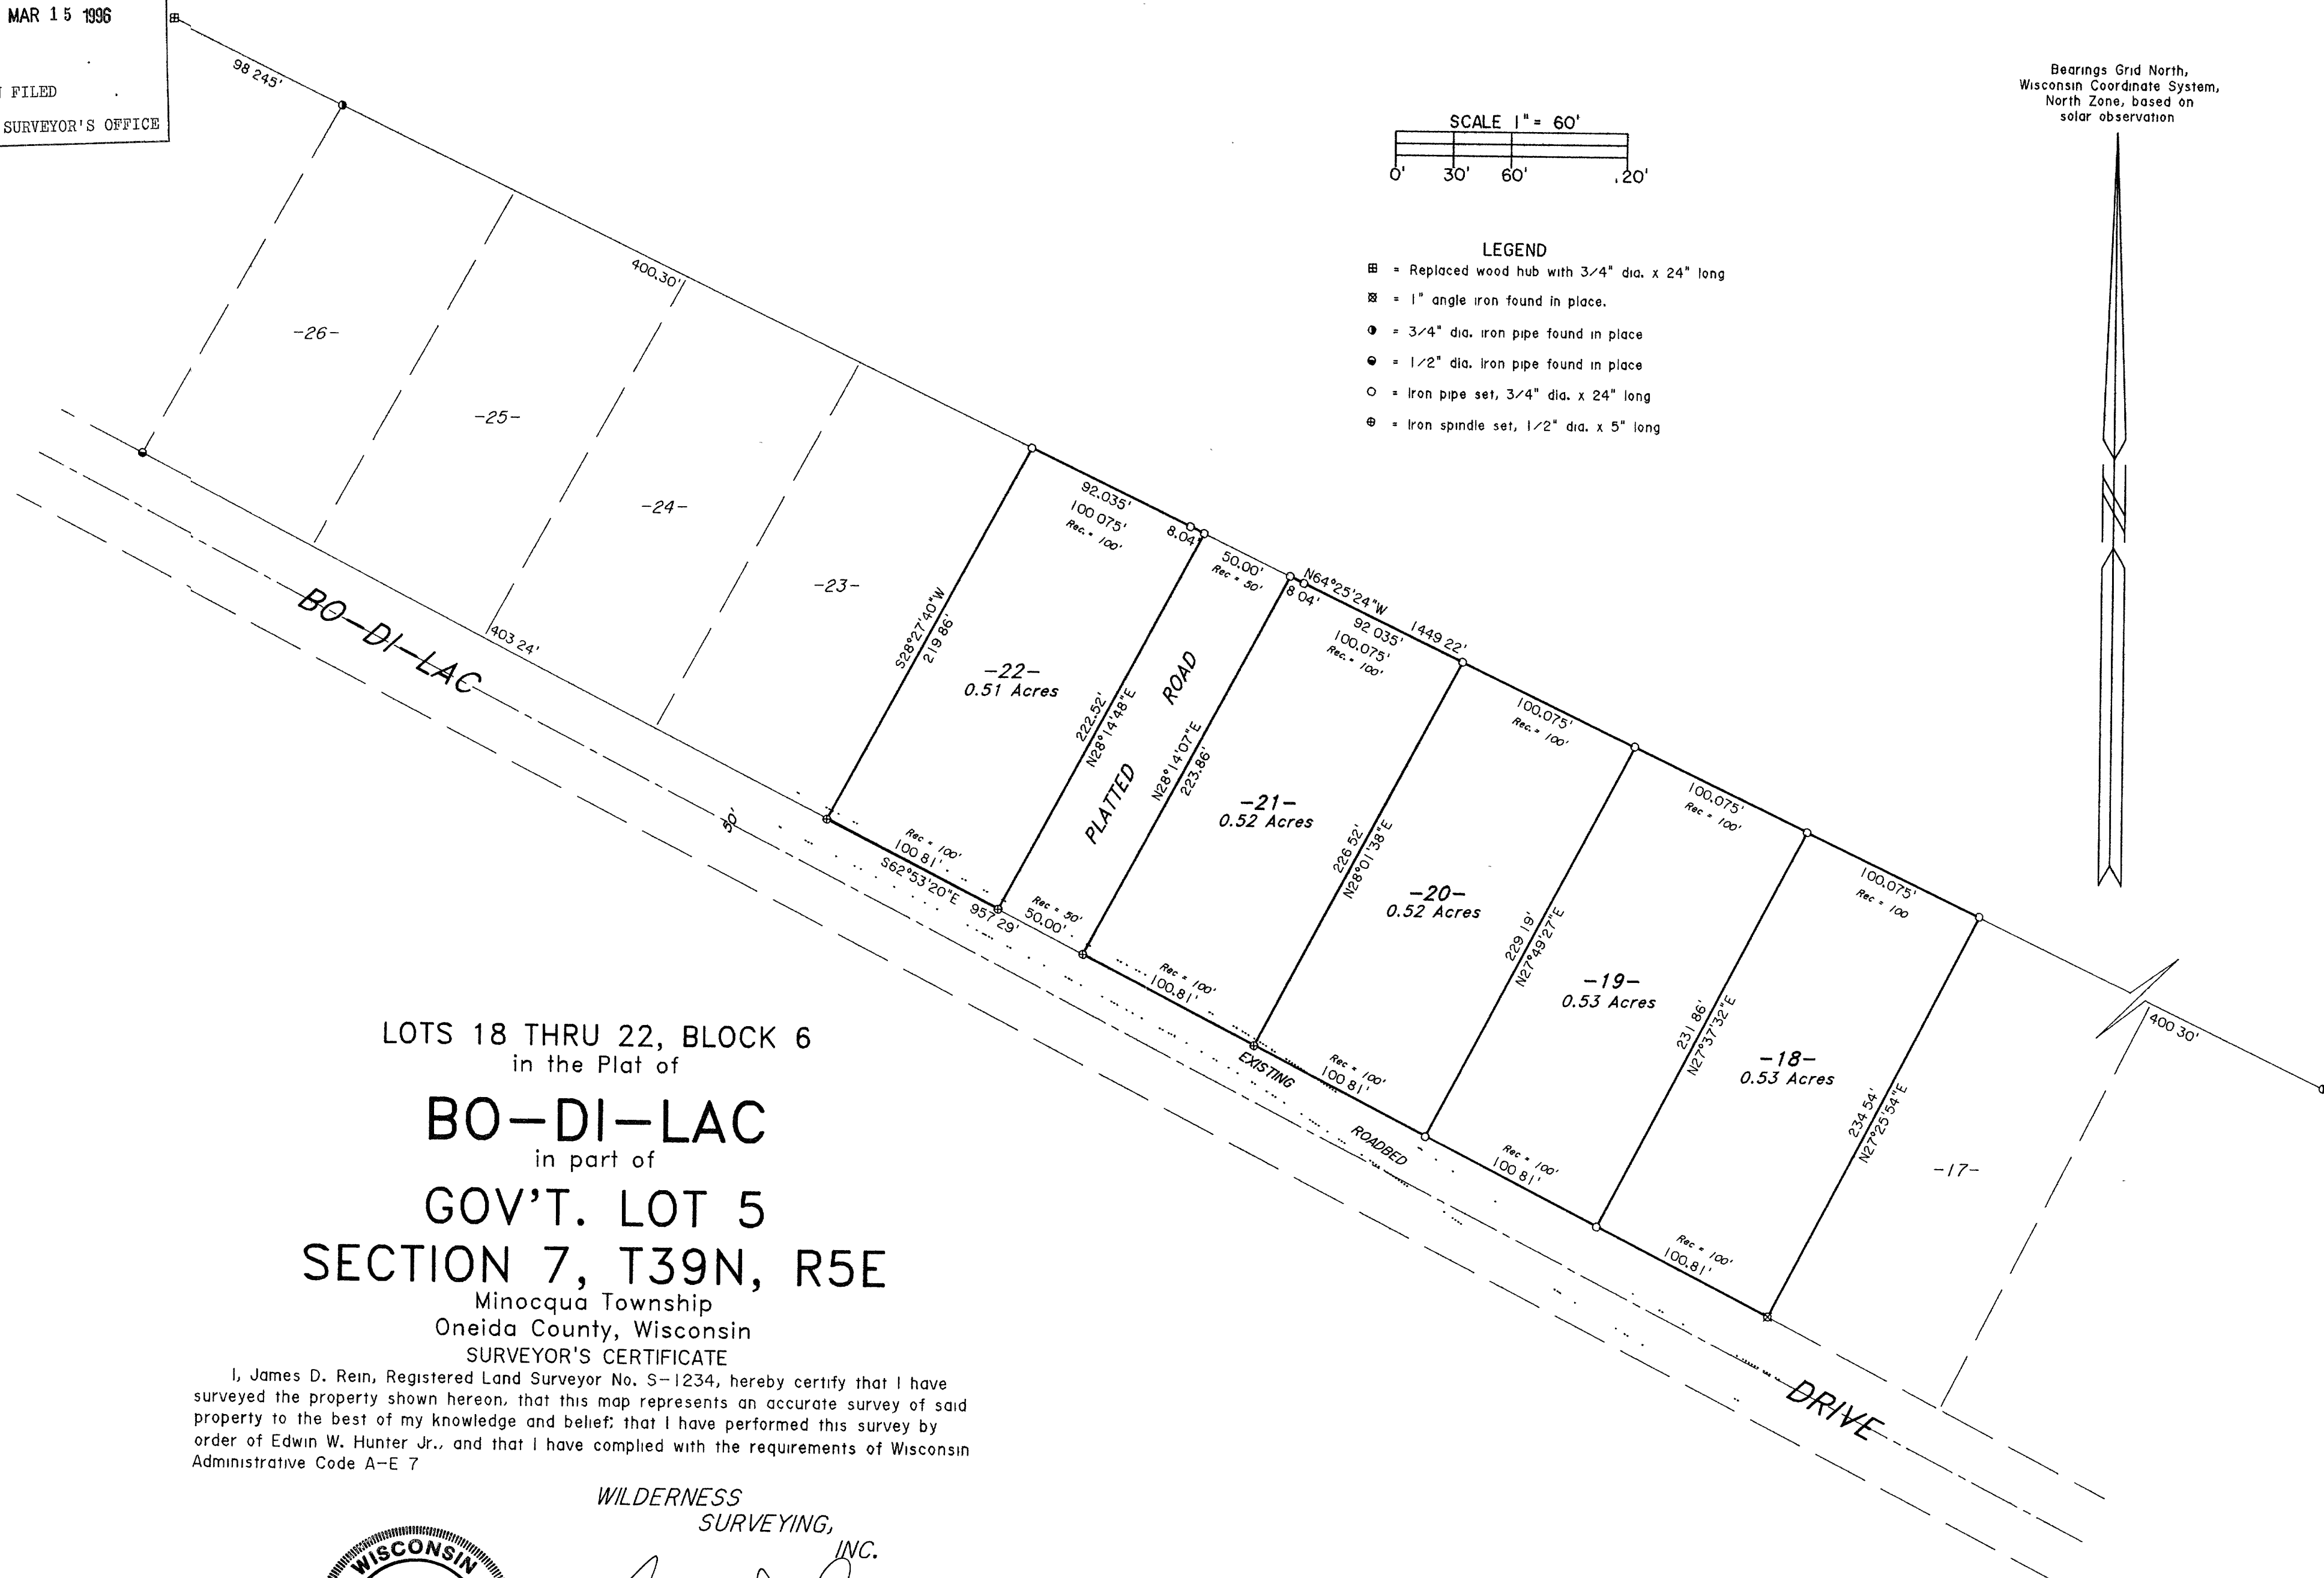 MAR 15 1996
FILED
SURVEYOR'S OFFICE
98 245'
-26-
-25-
400.30'
-24-
-23-
BO-DI-LAC
403 24'
50'
SCALE 1" = 60'
0' 30' 60' 120'
LEGEND
= Replaced wood hub with 3/4" dia. x 24" long
= 1" angle iron found in place.
= 3/4" dia. iron pipe found in place
= 1/2" dia. iron pipe found in place
= Iron pipe set, 3/4" dia. x 24" long
= Iron spindle set, 1/2" dia. x 5" long
Bearings Grid North,
Wisconsin Coordinate System,
North Zone, based on
solar observation
92.035'
100 075'
Rec. = 100'
8.04'
50.00'
Rec = 50'
8 04'
N64°25'24"W
1449 22'
92 035'
100.075'
Rec. = 100'
100.075'
Rec. = 100'
100.075'
Rec = 100'
100.075'
Rec = 100
400 30'
S28°27'40"W
219 86'
-22-
0.51 Acres
222.52'
N28°14'48"E
PLATTED ROAD
N28°14'07"E
223.86'
-21-
0.52 Acres
226 52'
N28°01'38"E
-20-
0.52 Acres
229 19'
N27°49'27"E
-19-
0.53 Acres
231 86'
N27°37'32"E
-18-
0.53 Acres
234 54'
N27°25'54"E
-17-
Rec = 100'
100 81'
S62°53'20"E
957 29'
Rec = 50'
50.00'
Rec = 100'
100.81'
EXISTING
Rec = 100'
100 81'
ROADBED
Rec = 100'
100 81'
Rec = 100'
100.81'
DRIVE
LOTS 18 THRU 22, BLOCK 6
in the Plat of
BO-DI-LAC
in part of
GOV'T. LOT 5
SECTION 7, T39N, R5E
Minocqua Township
Oneida County, Wisconsin
SURVEYOR'S CERTIFICATE
I, James D. Rein, Registered Land Surveyor No. S-1234, hereby certify that I have
surveyed the property shown hereon, that this map represents an accurate survey of said
property to the best of my knowledge and belief; that I have performed this survey by
order of Edwin W. Hunter Jr., and that I have complied with the requirements of Wisconsin
Administrative Code A-E 7
WILDERNESS
SURVEYING,
INC.
WISCONSIN